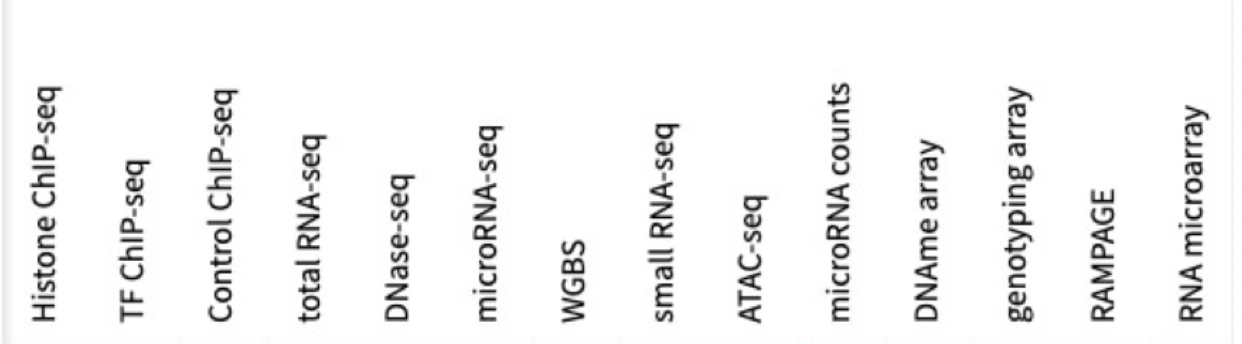 Histone ChIP-seq
TF ChIP-seq
Control ChIP-seq
total RNA-seq
DNase-seq
microRNA-seq
WGBS
small RNA-seq
ATAC-seq
microRNA counts
DNAme array
genotyping array
RAMPAGE
RNA microarray